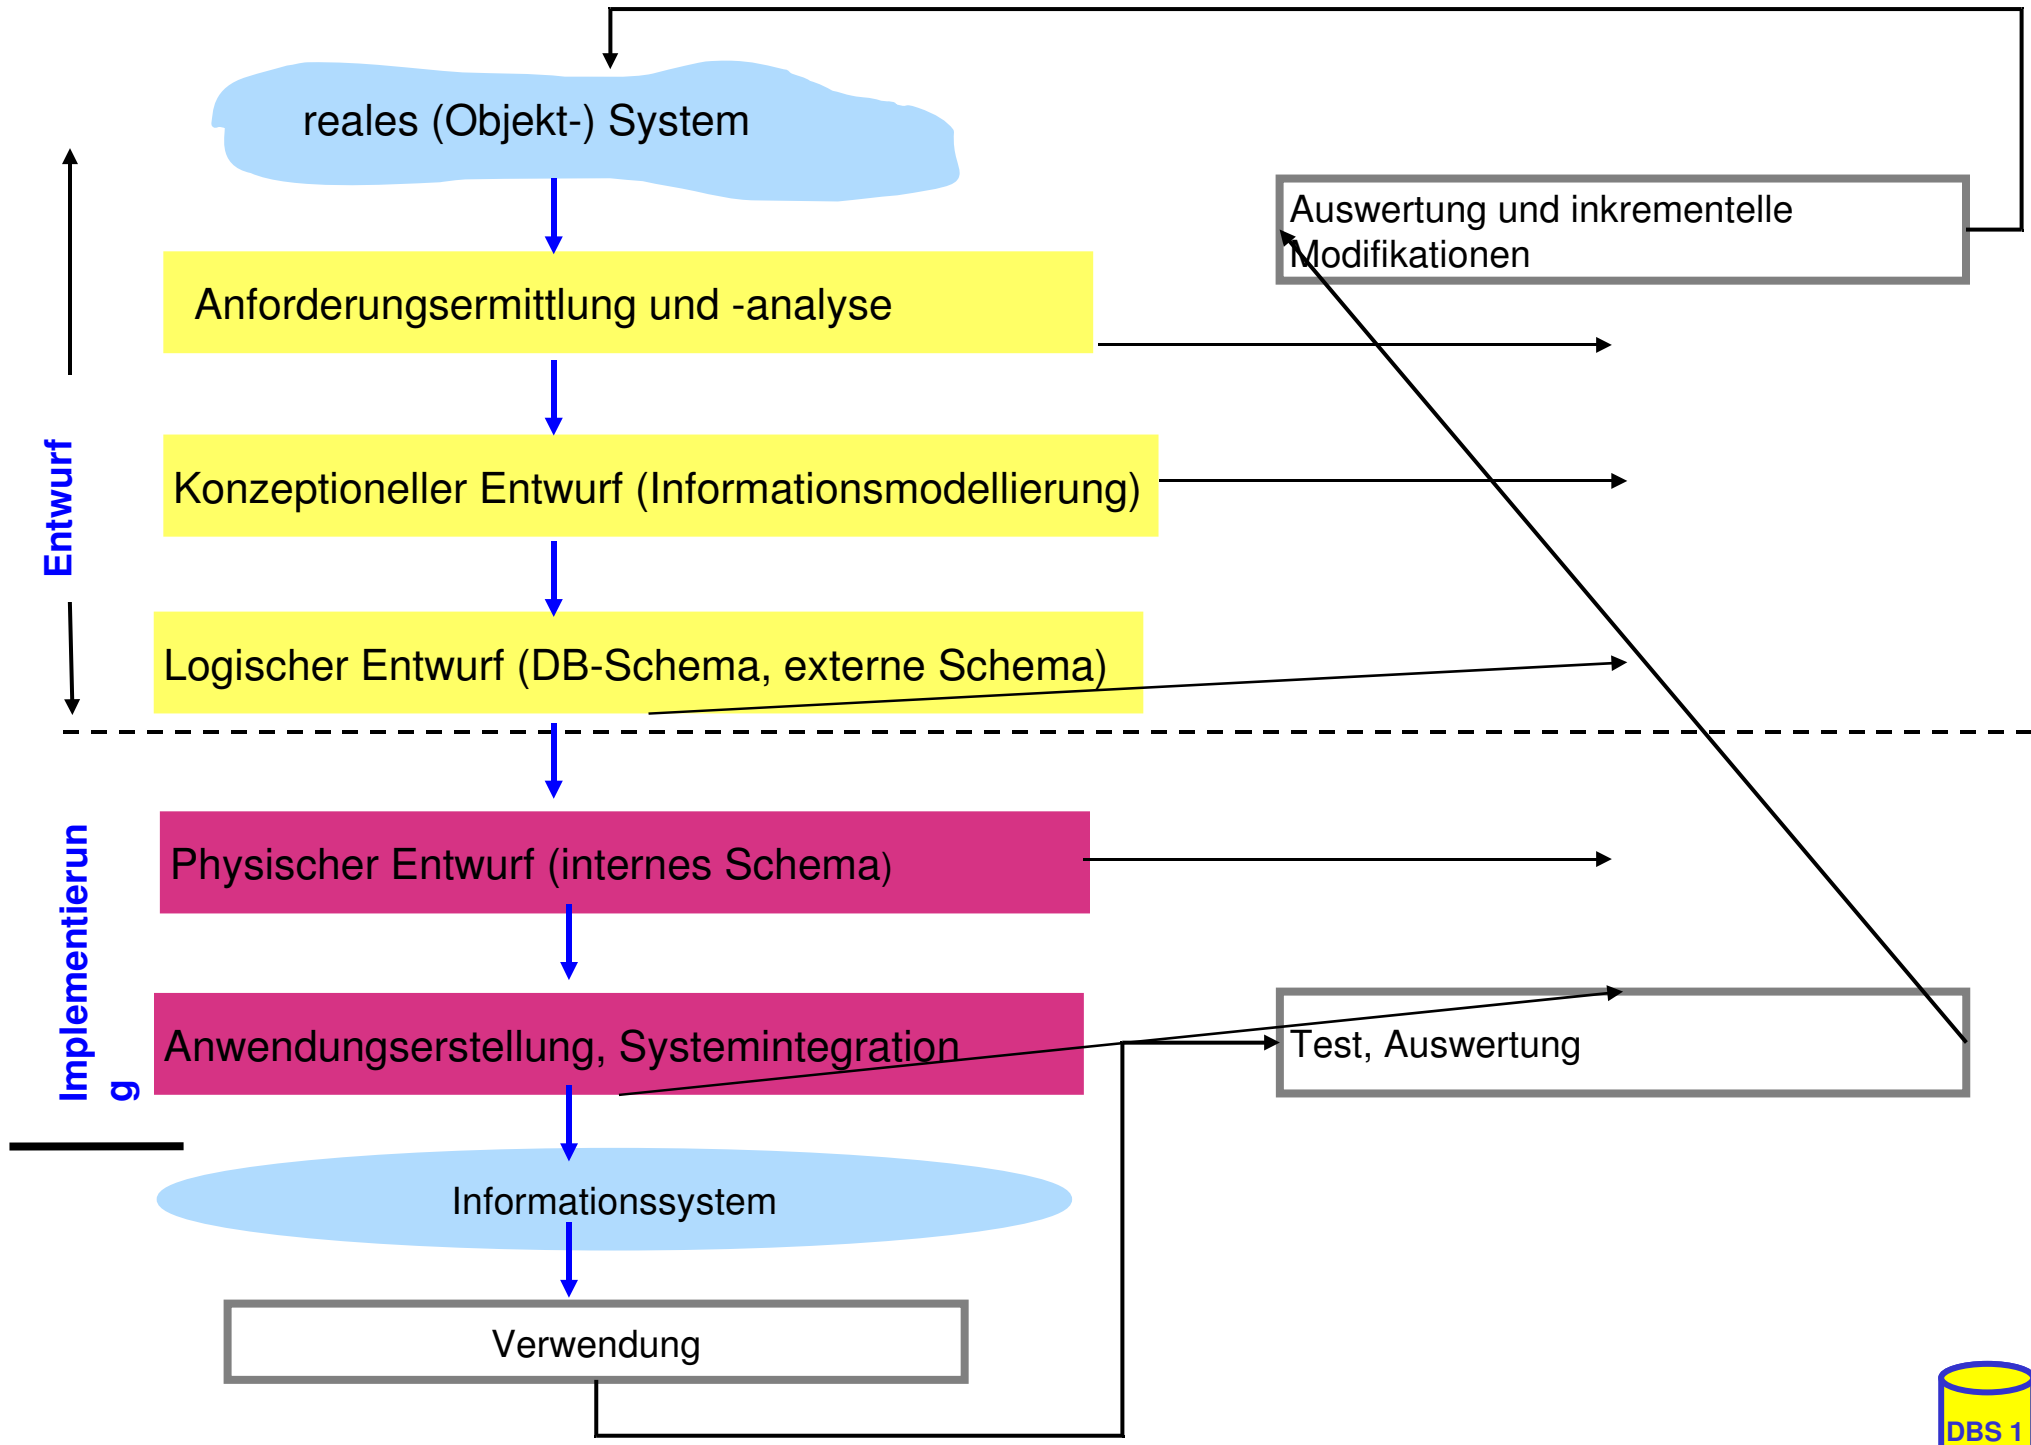 reales (Objekt-) System
Auswertung und inkrementelle
Modifikationen
Anforderungsermittlung und -analyse
Entwurf
Konzeptioneller Entwurf (Informationsmodellierung)
Logischer Entwurf (DB-Schema, externe Schema)
Implementierun
g
Physischer Entwurf (internes Schema)
Anwendungserstellung, Systemintegration
Test, Auswertung
Informationssystem
Verwendung
DBS 1